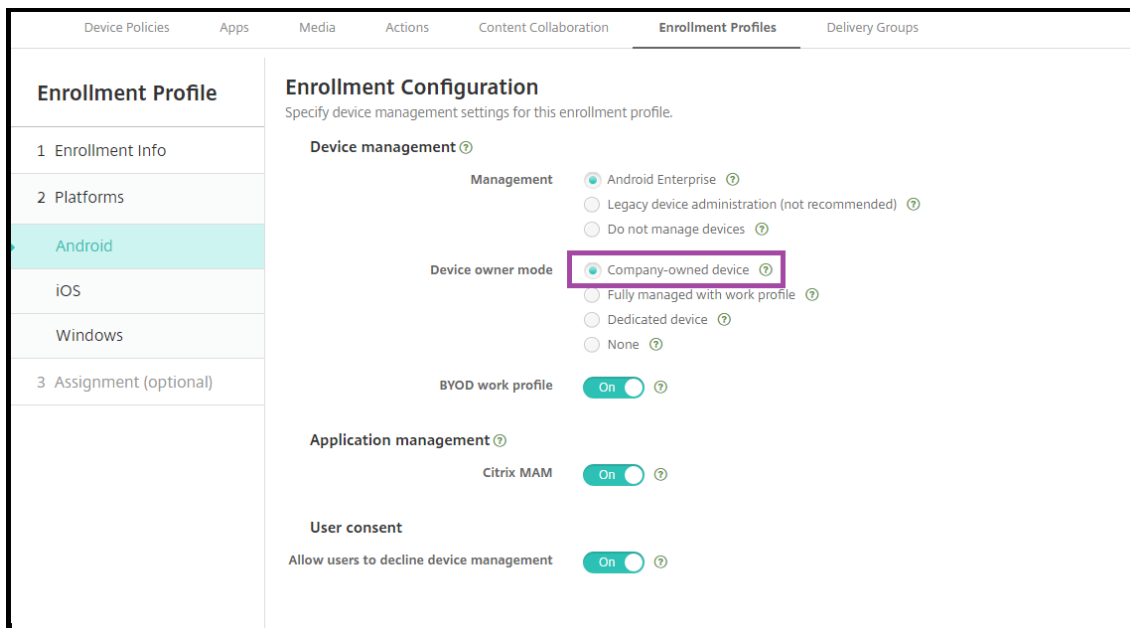 Device Policies Apps Media Actions Content Collaboration Enrollment Profiles Delivery Groups
Enrollment Profile
1 Enrollment Info
2 Platforms
Android
iOS
Windows
3 Assignment (optional)
Enrollment Configuration
Specify device management settings for this enrollment profile.
Device management ?
Management Android Enterprise ?
Legacy device administration (not recommended) ?
Do not manage devices ?
Device owner mode Company-owned device ?
Fully managed with work profile ?
Dedicated device ?
None ?
BYOD work profile On ?
Application management ?
Citrix MAM On ?
User consent
Allow users to decline device management On ?